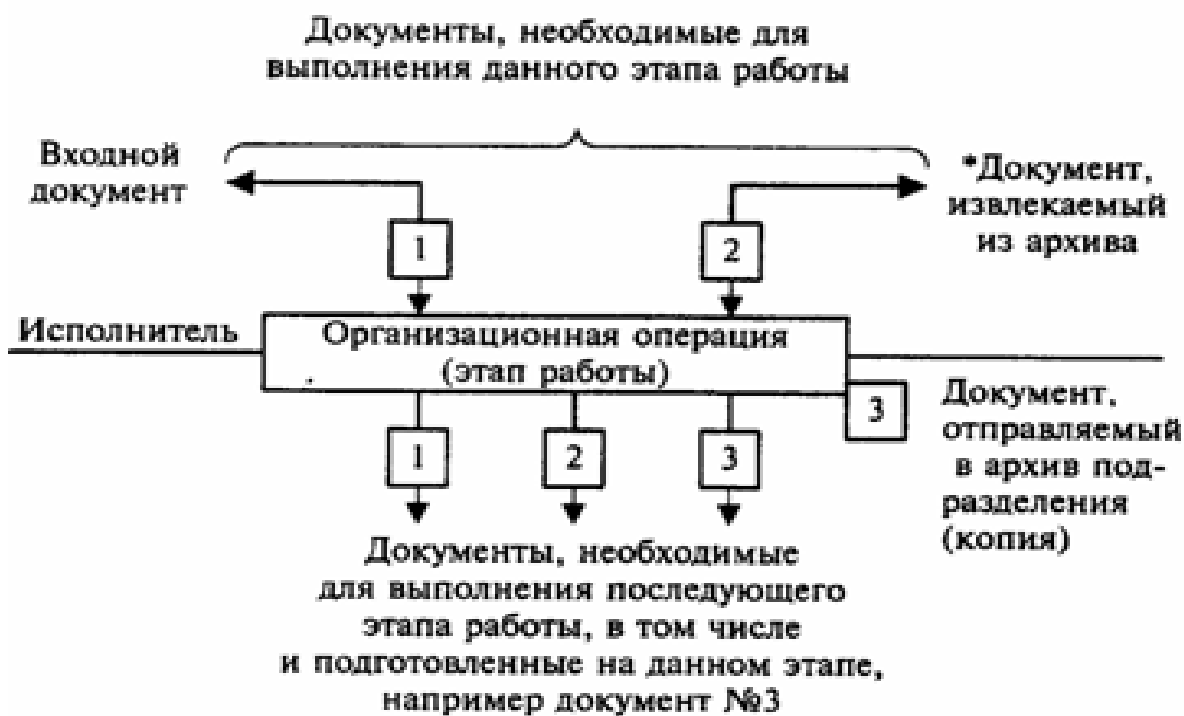 Документы, необходимые для
выполнения данного этапа работы
Входной
документ
*Документ,
извлекаемый
из архива
1
2
Исполнитель
Организационная операция
(этап работы)
3
Документ,
отправляемый
в архив под-
разделения
(копия)
1
2
3
Документы, необходимые
для выполнения последующего
этапа работы, в том числе
и подготовленные на данном этапе,
например документ №3